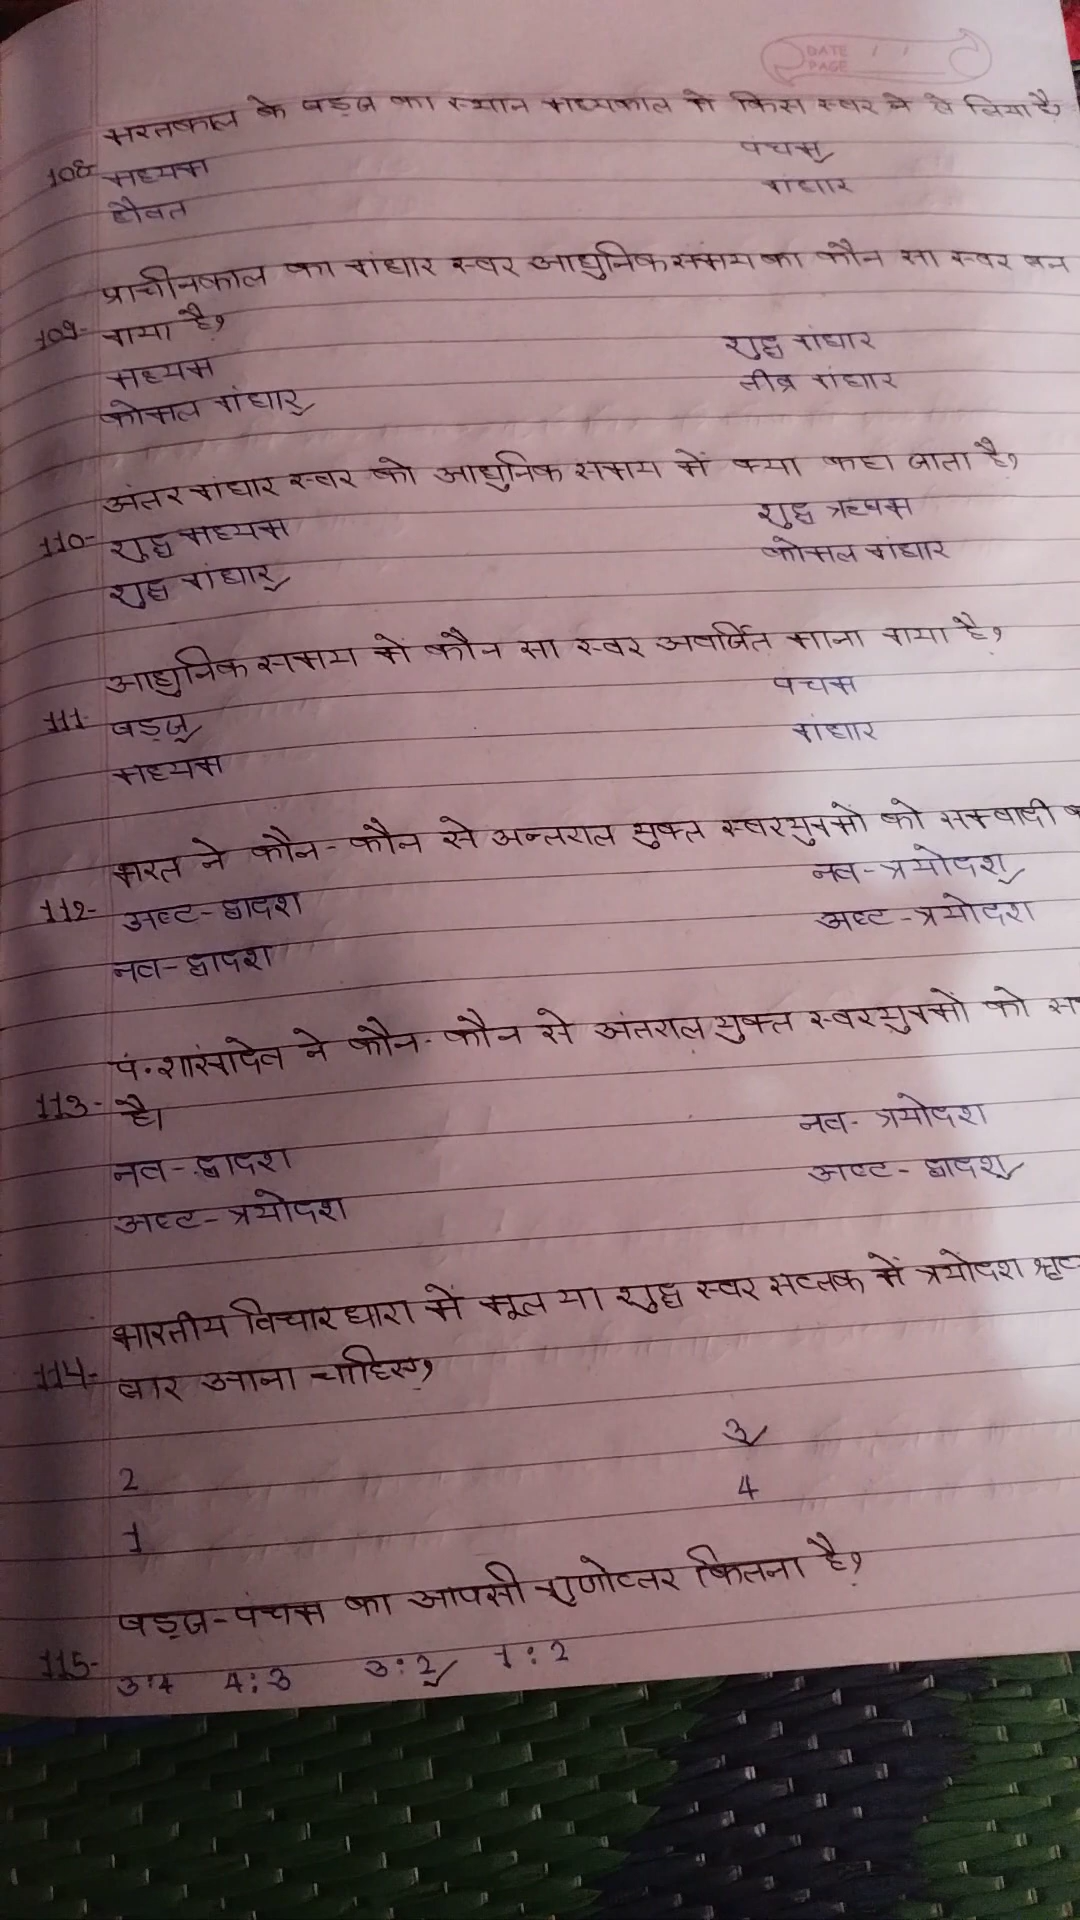 DATE / /
PAGE
108- भरतकाल के षड्ज का स्थान मध्यकाल मे किस स्वर ने ले लिया है?
मध्यम पंचम✓
धैवत गांधार
प्राचीनकाल का गांधार स्वर आधुनिक समय का कौन सा स्वर बन
109- गया है?
मध्यम शुद्ध गांधार
कोमल गांधार✓ तीव्र गांधार
अंतर गांधार स्वर को आधुनिक समय में क्या कहा जाता है?
110- शुद्ध मध्यम शुद्ध ऋषभ
शुद्ध गांधार✓ कोमल गांधार
आधुनिक समय मे कौन सा स्वर अवर्जित माना गया है?
111- षड्ज✓ पंचम
मध्यम गांधार
भरत ने कौन-कौन से अन्तराल युक्त स्वरयुग्मों को सम्वादी
112- अष्ट-द्वादश नव-त्रयोदश✓
नव-द्वादश अष्ट-त्रयोदश
पं. शारंगदेव ने कौन-कौन से अंतराल युक्त स्वरयुग्मों को
113- है।
नव-द्वादश नव-त्रयोदश
अष्ट-त्रयोदश अष्ट-द्वादश✓
भारतीय विचारधारा में मूल या शुद्ध स्वर सप्तक में त्रयोदश
114- बार आना चाहिए?
2 3✓
1 4
षड्ज-पंचम का आपसी गुणोत्तर कितना है?
115- 3:4 4:3 3:2✓ 1:2